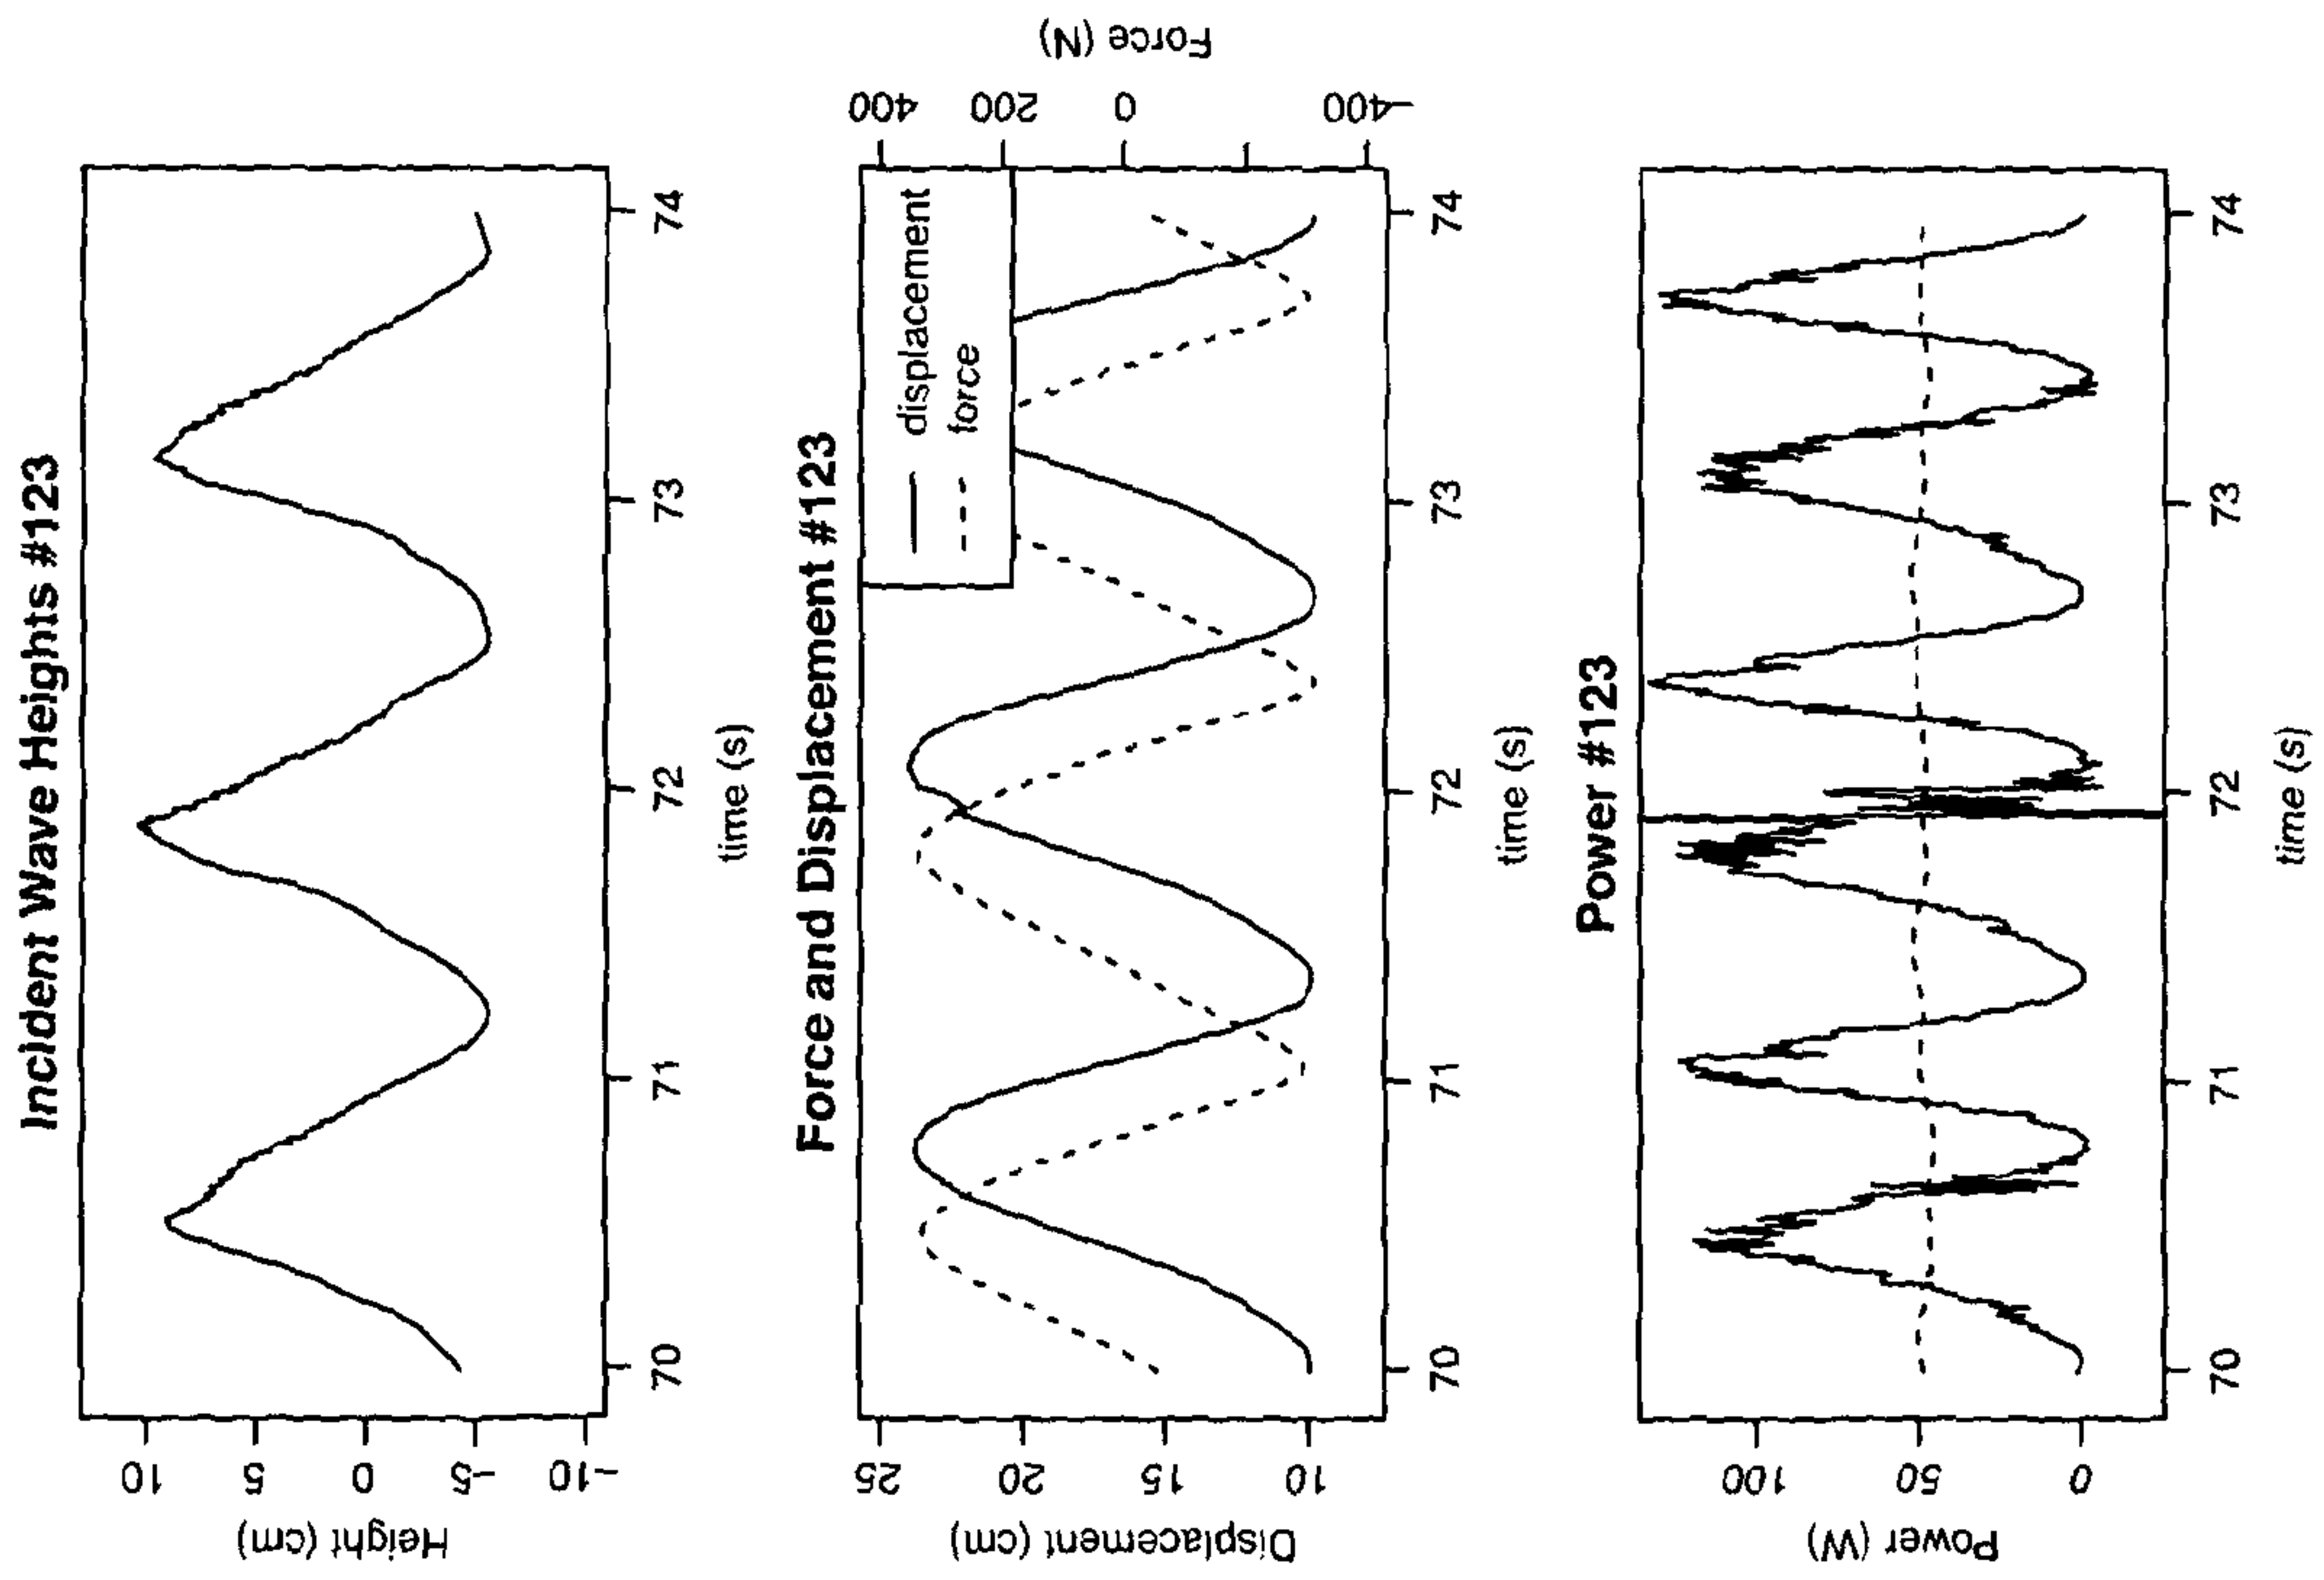 Incident Wave Heights #123
Height (cm)
10
5
0
-5
-10
70
71
72
73
74
time (s)
Force and Displacement #123
Displacement (cm)
25
20
15
10
displacement
force
Force (N)
400
200
0
-400
70
71
72
73
74
time (s)
Power #123
Power (W)
100
50
0
70
71
72
73
74
time (s)